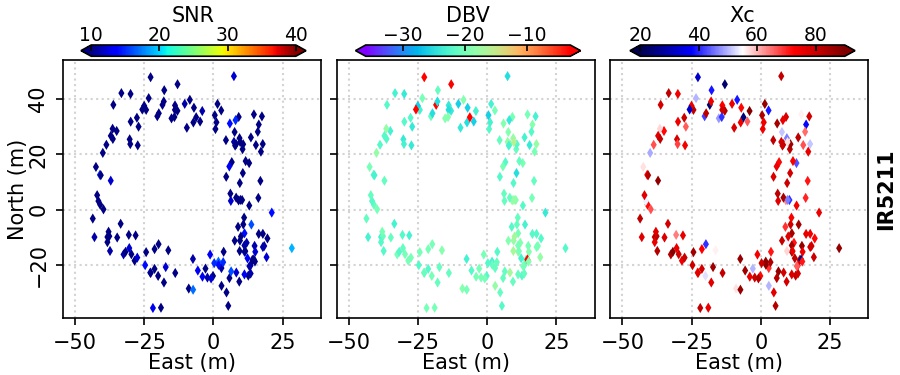 SNR DBV Xc
10 20 30 40 −30 −20 −10 20 40 60 80
North (m)
40
20
0
−20
IR5211
−50 −25 0 25 −50 −25 0 25 −50 −25 0 25
East (m) East (m) East (m)